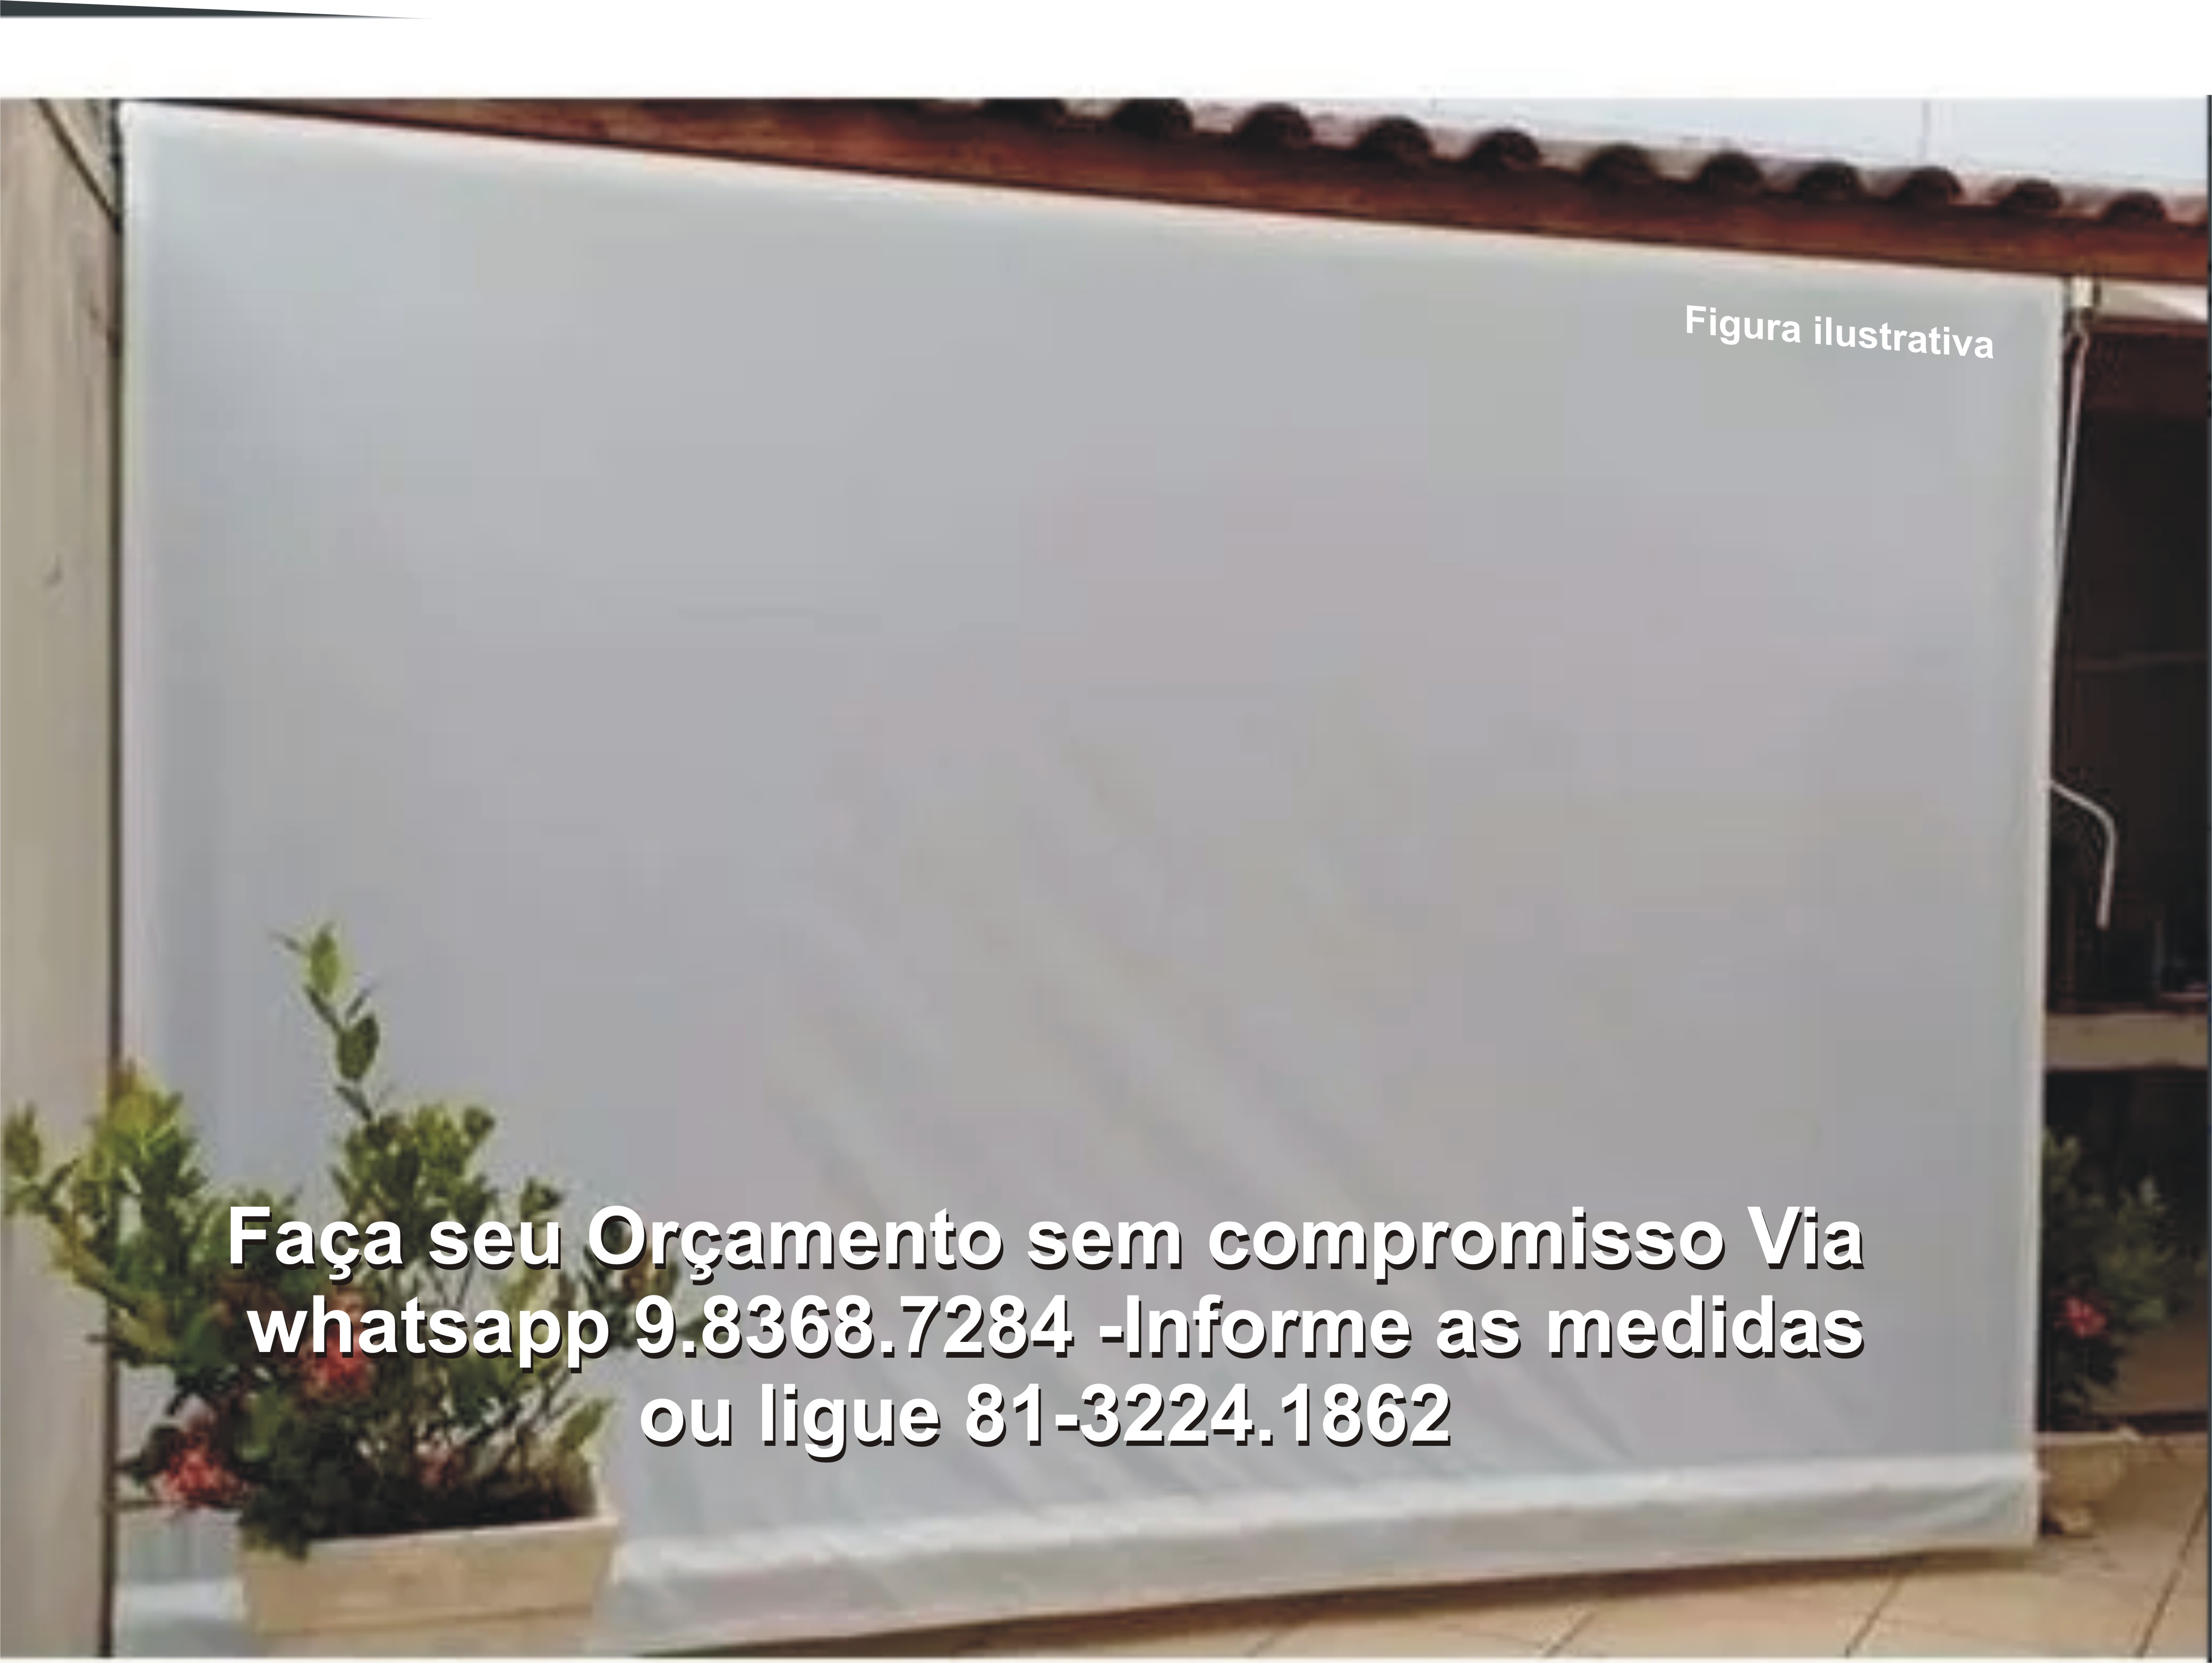 Figura ilustrativa
Faça seu Orçamento sem compromisso Via
whatsapp 9.8368.7284 -Informe as medidas
ou ligue 81-3224.1862